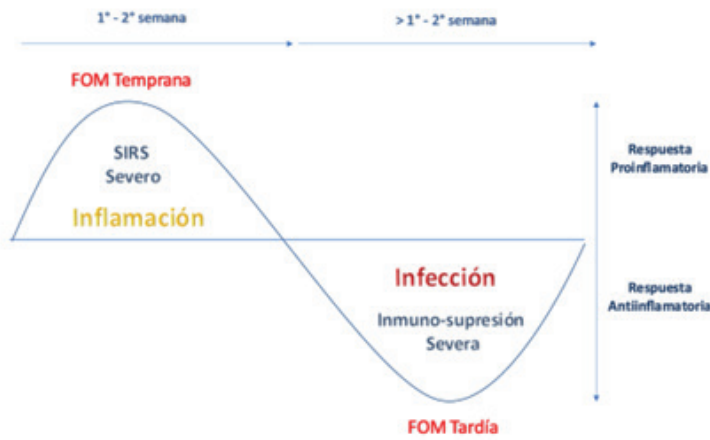 1° - 2° semana
> 1° - 2° semana
FOM Temprana
SIRS
Severo
Inflamación
Respuesta
Proinflamatoria
Infección
Inmuno-supresión
Severa
Respuesta
Antiinflamatoria
FOM Tardía